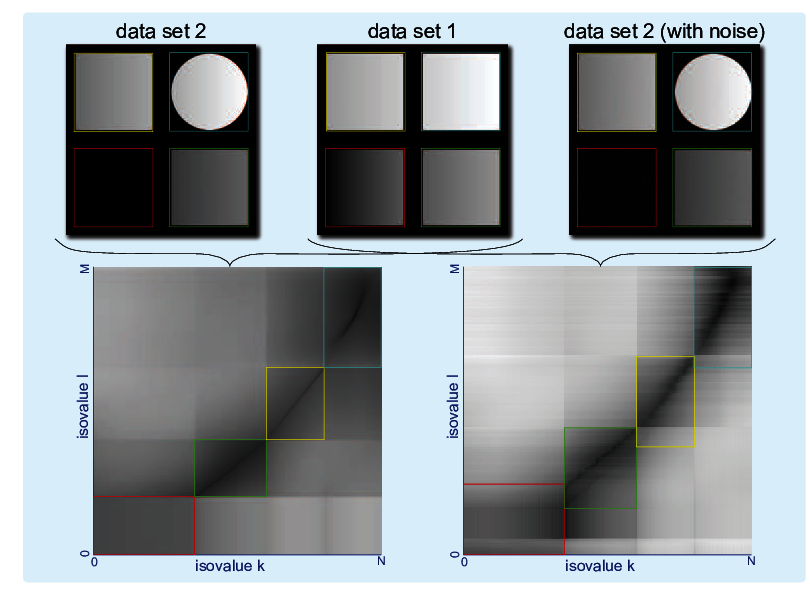 data set 2
data set 1
data set 2 (with noise)
M
isovalue l
0
0
isovalue k
N
M
isovalue l
0
0
isovalue k
N